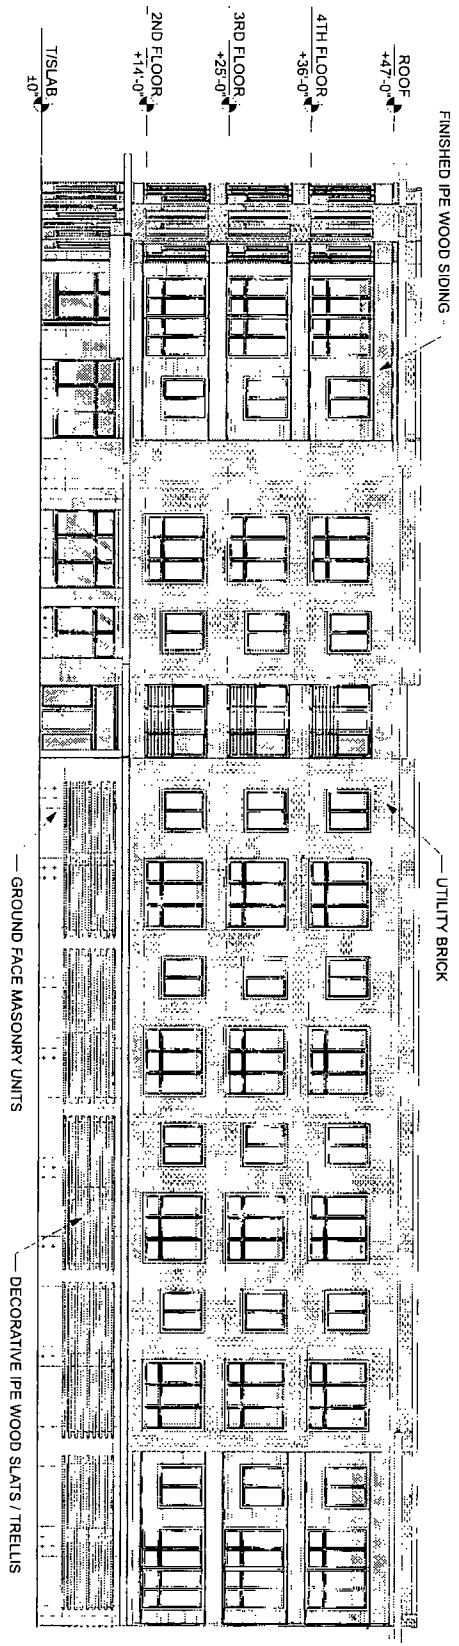 FINISHED IPE WOOD SIDING
UTILITY BRICK
ROOF
+47'-0"
4TH FLOOR
+36'-0"
3RD FLOOR
+25'-0"
2ND FLOOR
+14'-0"
T/SLAB
±0"
GROUND FACE MASONRY UNITS
DECORATIVE IPE WOOD SLATS / TRELLIS